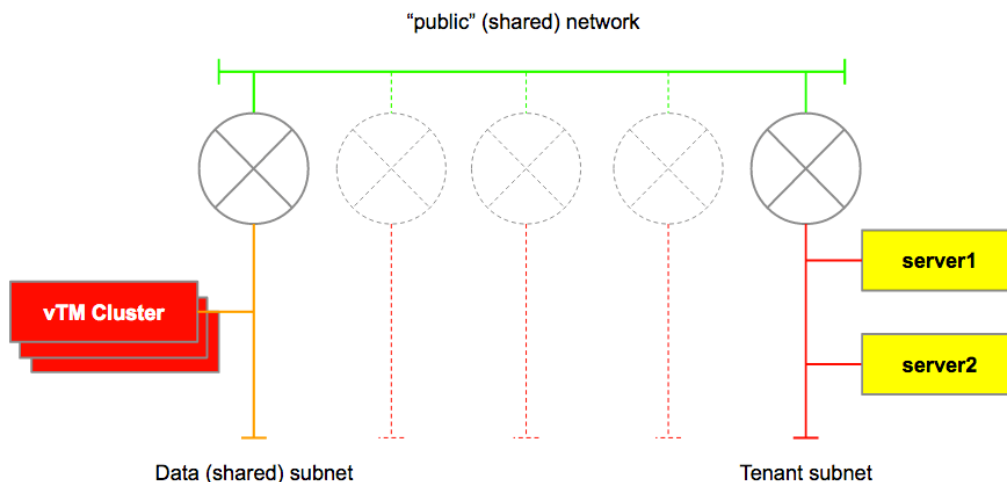 “public” (shared) network
server1
vTM Cluster
server2
Data (shared) subnet
Tenant subnet